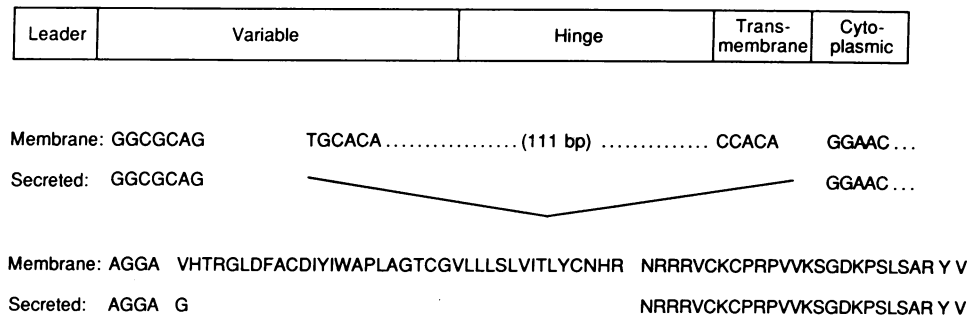 Leader Variable Hinge Trans-membrane Cyto-plasmic
Membrane: GGCGCAG TGCACA.................(111 bp) .............. CCACA GGAAC...
Secreted: GGCGCAG GGAAC...
Membrane: AGGA VHTRGLDFACDIYIWAPLAGTCGVLLLSLVITLYCNHR NRRRVCKCPRPVVKSGDKPSLSAR Y V
Secreted: AGGA G NRRRVCKCPRPVVKSGDKPSLSAR Y V